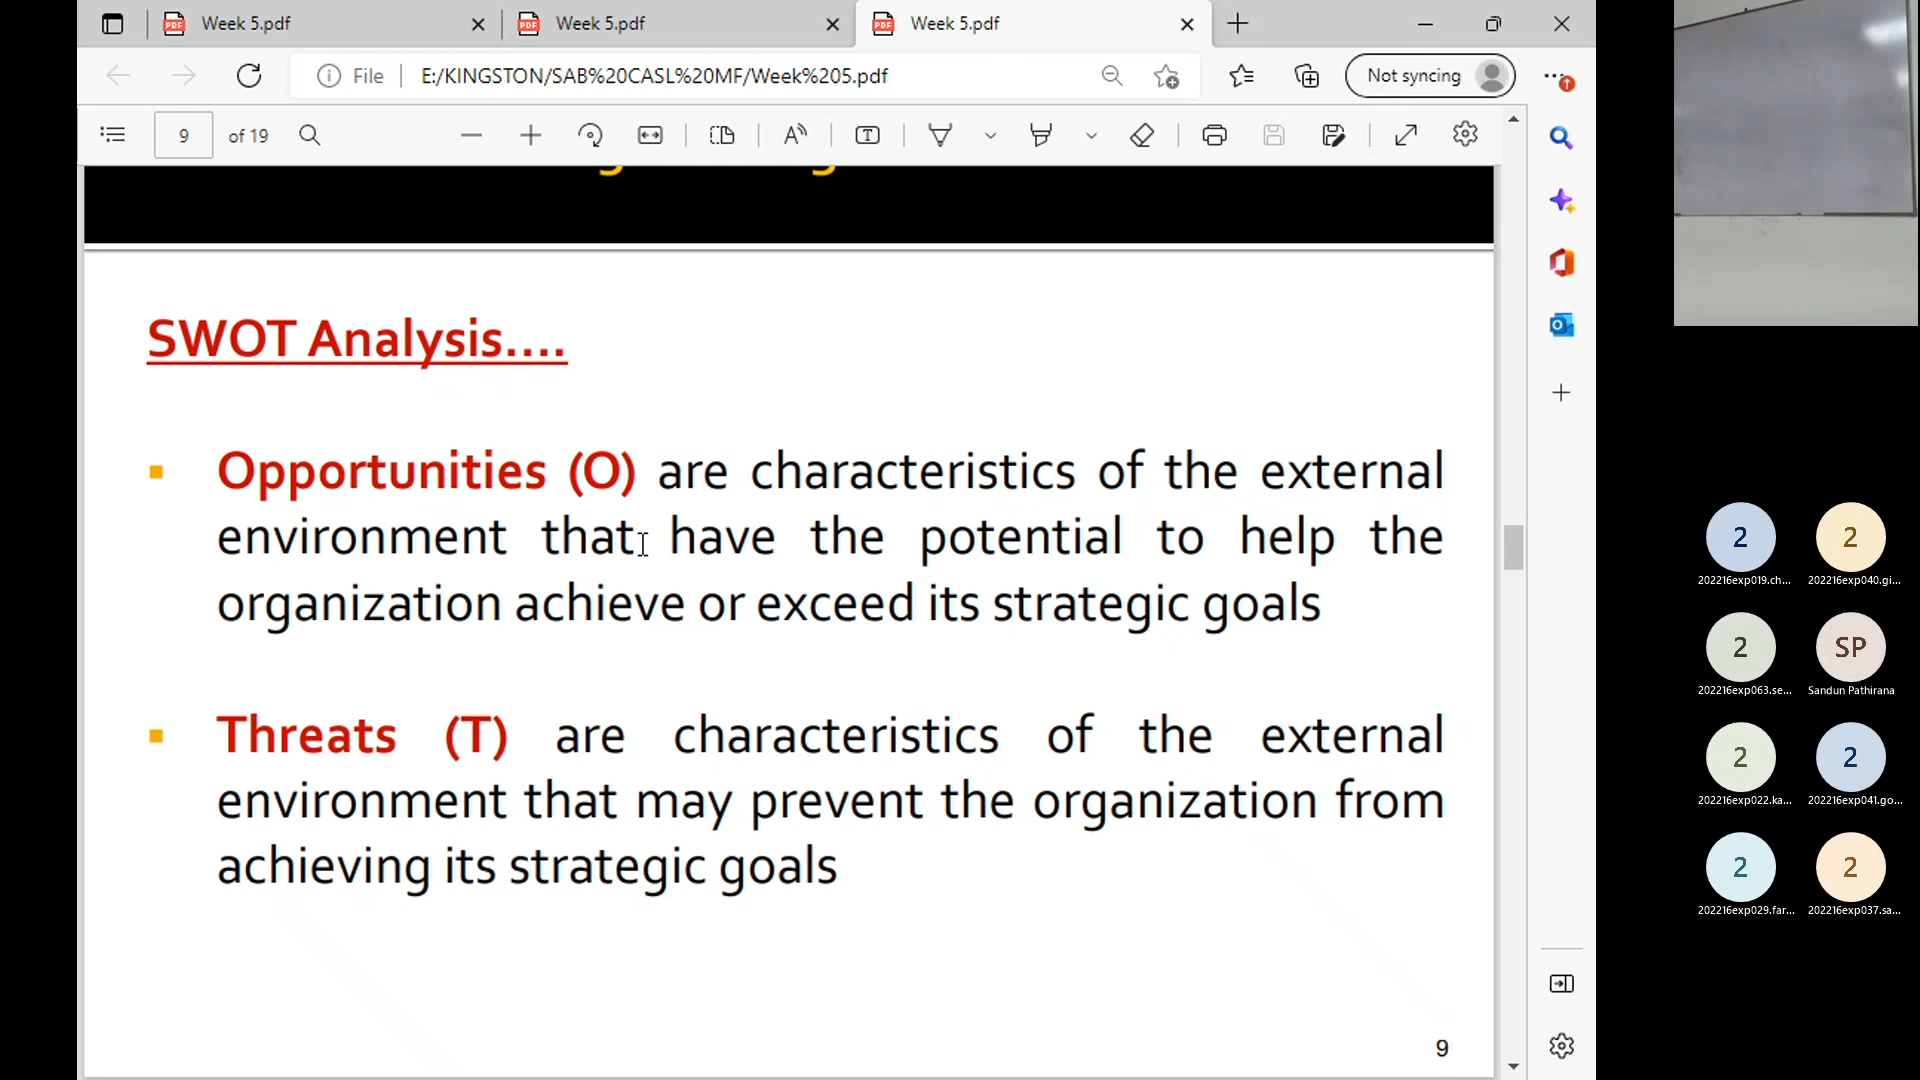 Week 5.pdf
Week 5.pdf
Week 5.pdf
File
E:/KINGSTON/SAB%20CASL%20MF/Week%205.pdf
Not syncing
9
of 19
SWOT Analysis....
Opportunities (O) are characteristics of the external
environment that have the potential to help the
organization achieve or exceed its strategic goals
Threats (T) are characteristics of the external
environment that may prevent the organization from
achieving its strategic goals
9
2
202216exp019.ch...
2
202216exp040.gi...
2
202216exp063.se...
SP
Sandun Pathirana
2
202216exp022.ka...
2
202216exp041.go...
2
202216exp029.far...
2
202216exp037.sa...